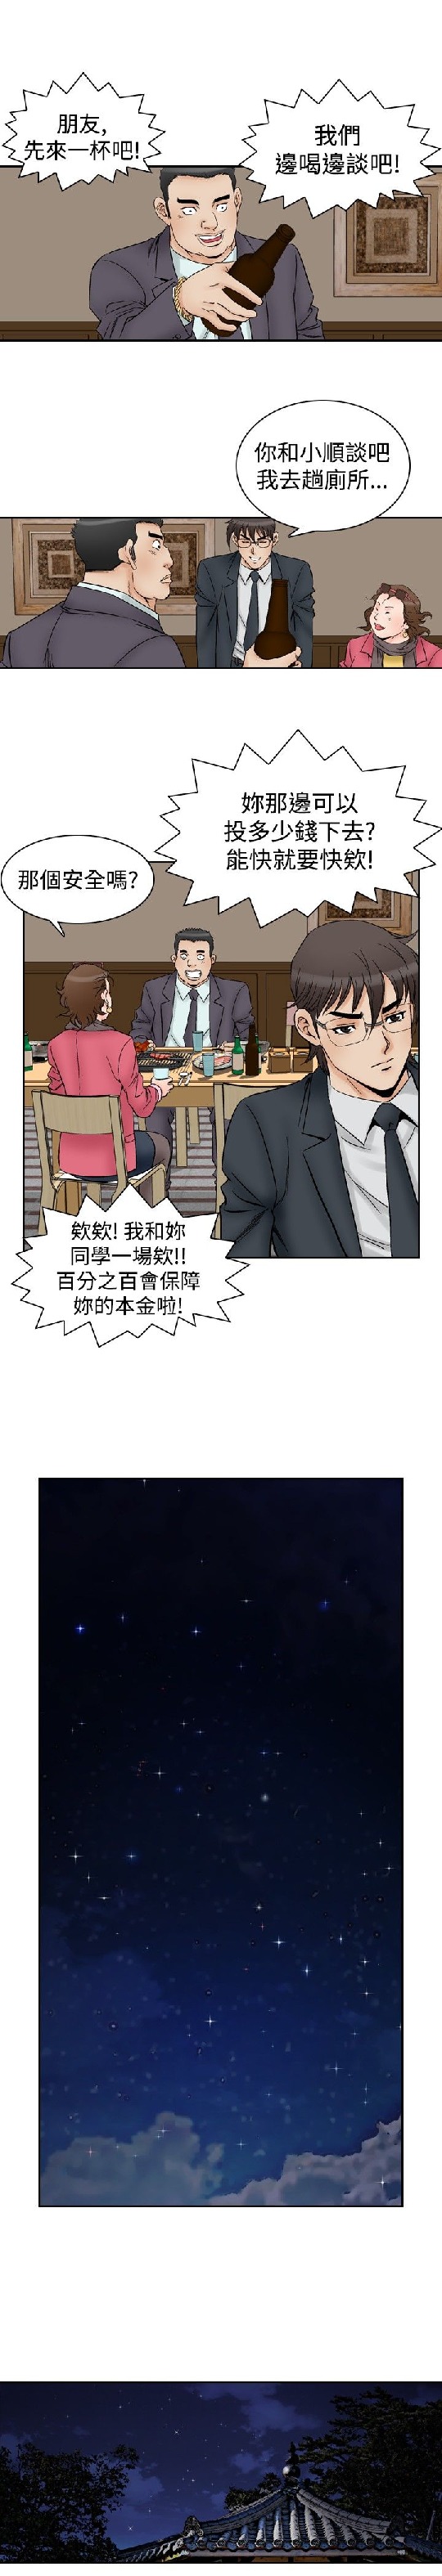 朋友,
先來一杯吧!
我們
邊喝邊談吧!
你和小順談吧
我去趟廁所...
妳那邊可以
投多少錢下去?
能快就要快欸!
那個安全嗎?
欸欸! 我和妳
同學一場欸!!
百分之百會保障
妳的本金啦!